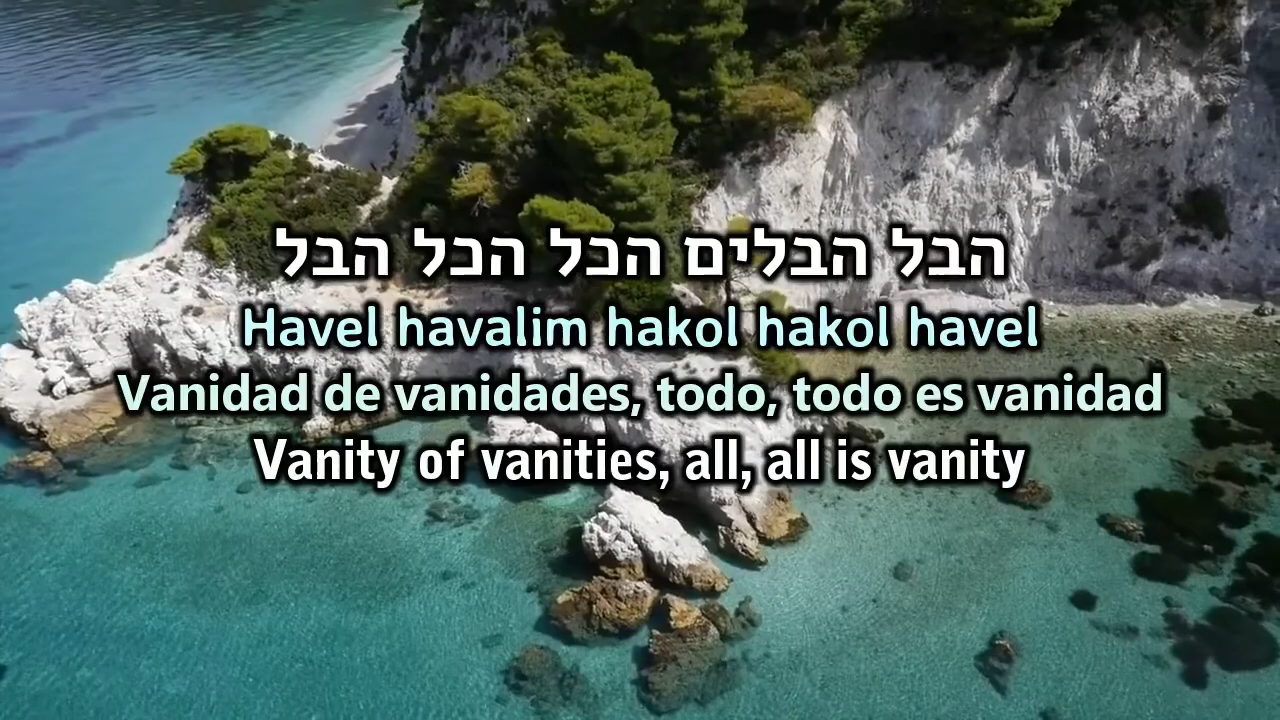 הבל הבלים הכל הכל הבל
Havel havalim hakol hakol havel
Vanidad de vanidades, todo, todo es vanidad
Vanity of vanities, all, all is vanity